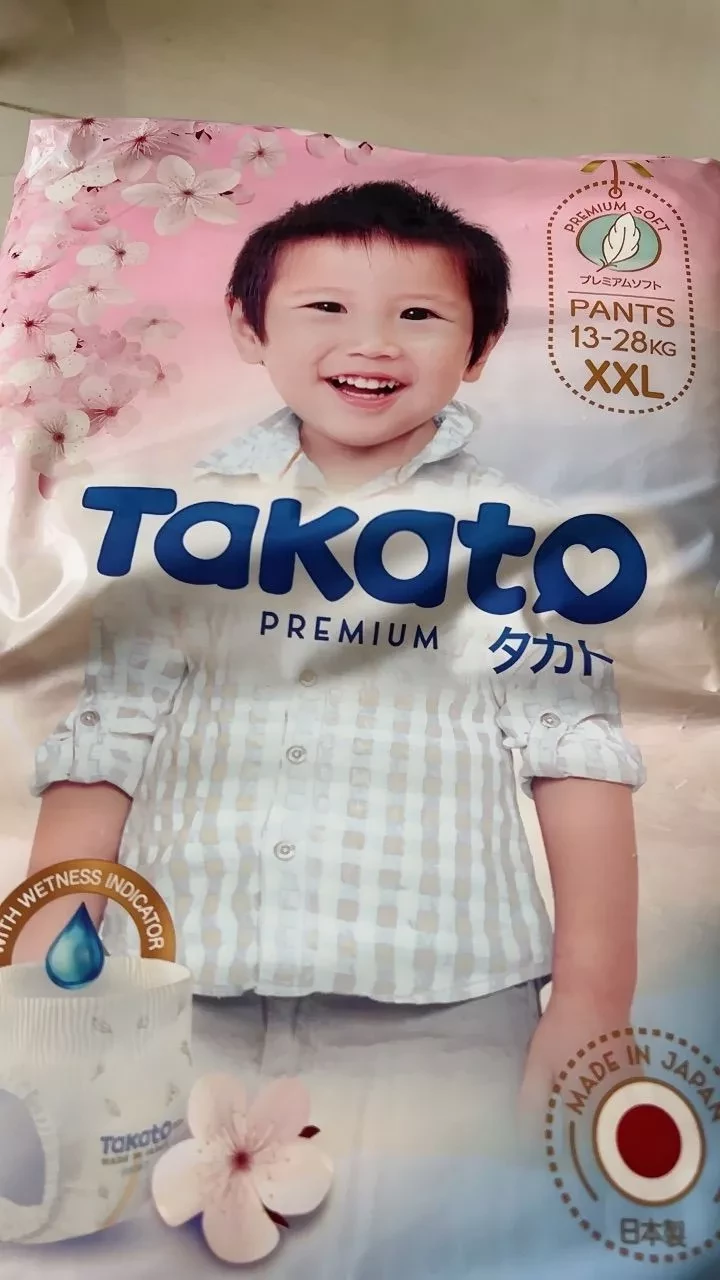 PREMIUM SOFT
プレミアムソフト
PANTS
13-28KG
XXL
Takato
PREMIUM
タカト
WITH WETNESS INDICATOR
Takato
MADE IN JAPAN
日本製